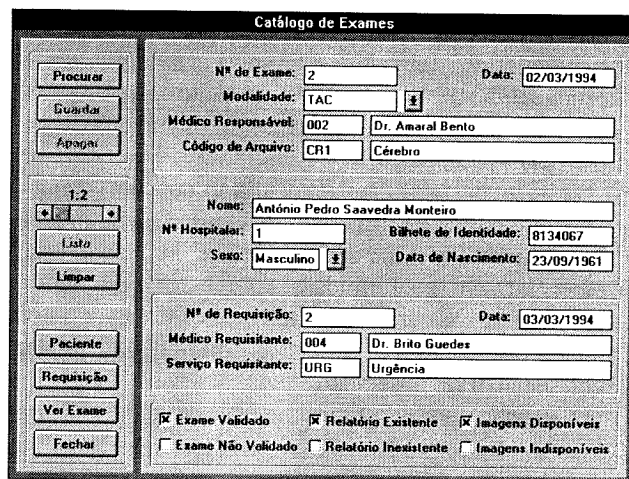 Catálogo de Exames
Procurar
Guardar
Apagar
1:2
Lista
Limpar
Paciente
Requisição
Ver Exame
Fechar
Nº do Exame: 2 Data: 02/03/1994
Modalidade: TAC
Médico Responsável: 002 Dr. Amaral Bento
Código de Arquivo: CR1 Cérebro
Nome: António Pedro Saavedra Monteiro
Nº Hospitalar: 1 Bilhete de Identidade: 8134067
Sexo: Masculino Data de Nascimento: 23/09/1961
Nº de Requisição: 2 Data: 03/03/1994
Médico Requisitante: 004 Dr. Brito Guedes
Serviço Requisitante: URG Urgência
Exame Validado Relatório Existente Imagens Disponíveis
Exame Não Validado Relatório Inexistente Imagens Indisponíveis